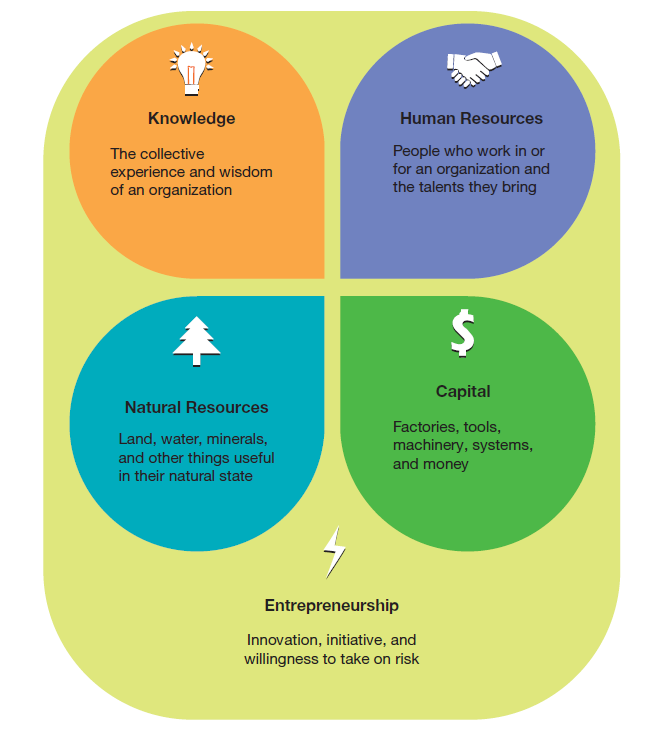 Knowledge
The collective
experience and wisdom
of an organization
Human Resources
People who work in or
for an organization and
the talents they bring
Natural Resources
Land, water, minerals,
and other things useful
in their natural state
Capital
Factories, tools,
machinery, systems,
and money
Entrepreneurship
Innovation, initiative, and
willingness to take on risk